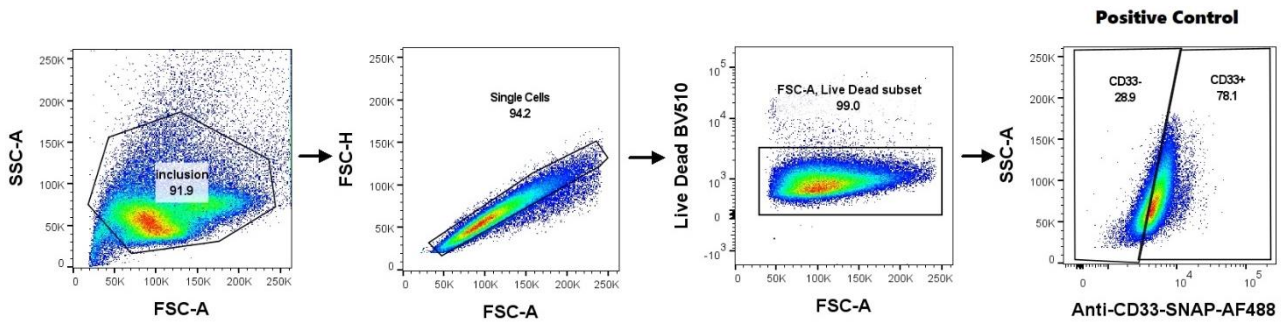 Positive Control
SSC-A
250K
200K
150K
100K
50K
0
inclusion
91.9
0
50K
100K
150K
200K
250K
FSC-A
FSC-H
250K
200K
150K
100K
50K
0
Single Cells
94.2
0
50K
100K
150K
200K
250K
FSC-A
Live Dead BV510
10^5
10^4
10^3
0
-10^3
FSC-A, Live Dead subset
99.0
0
50K
100K
150K
200K
250K
FSC-A
SSC-A
250K
200K
150K
100K
50K
0
CD33-
28.9
CD33+
78.1
0
10^4
10^5
Anti-CD33-SNAP-AF488